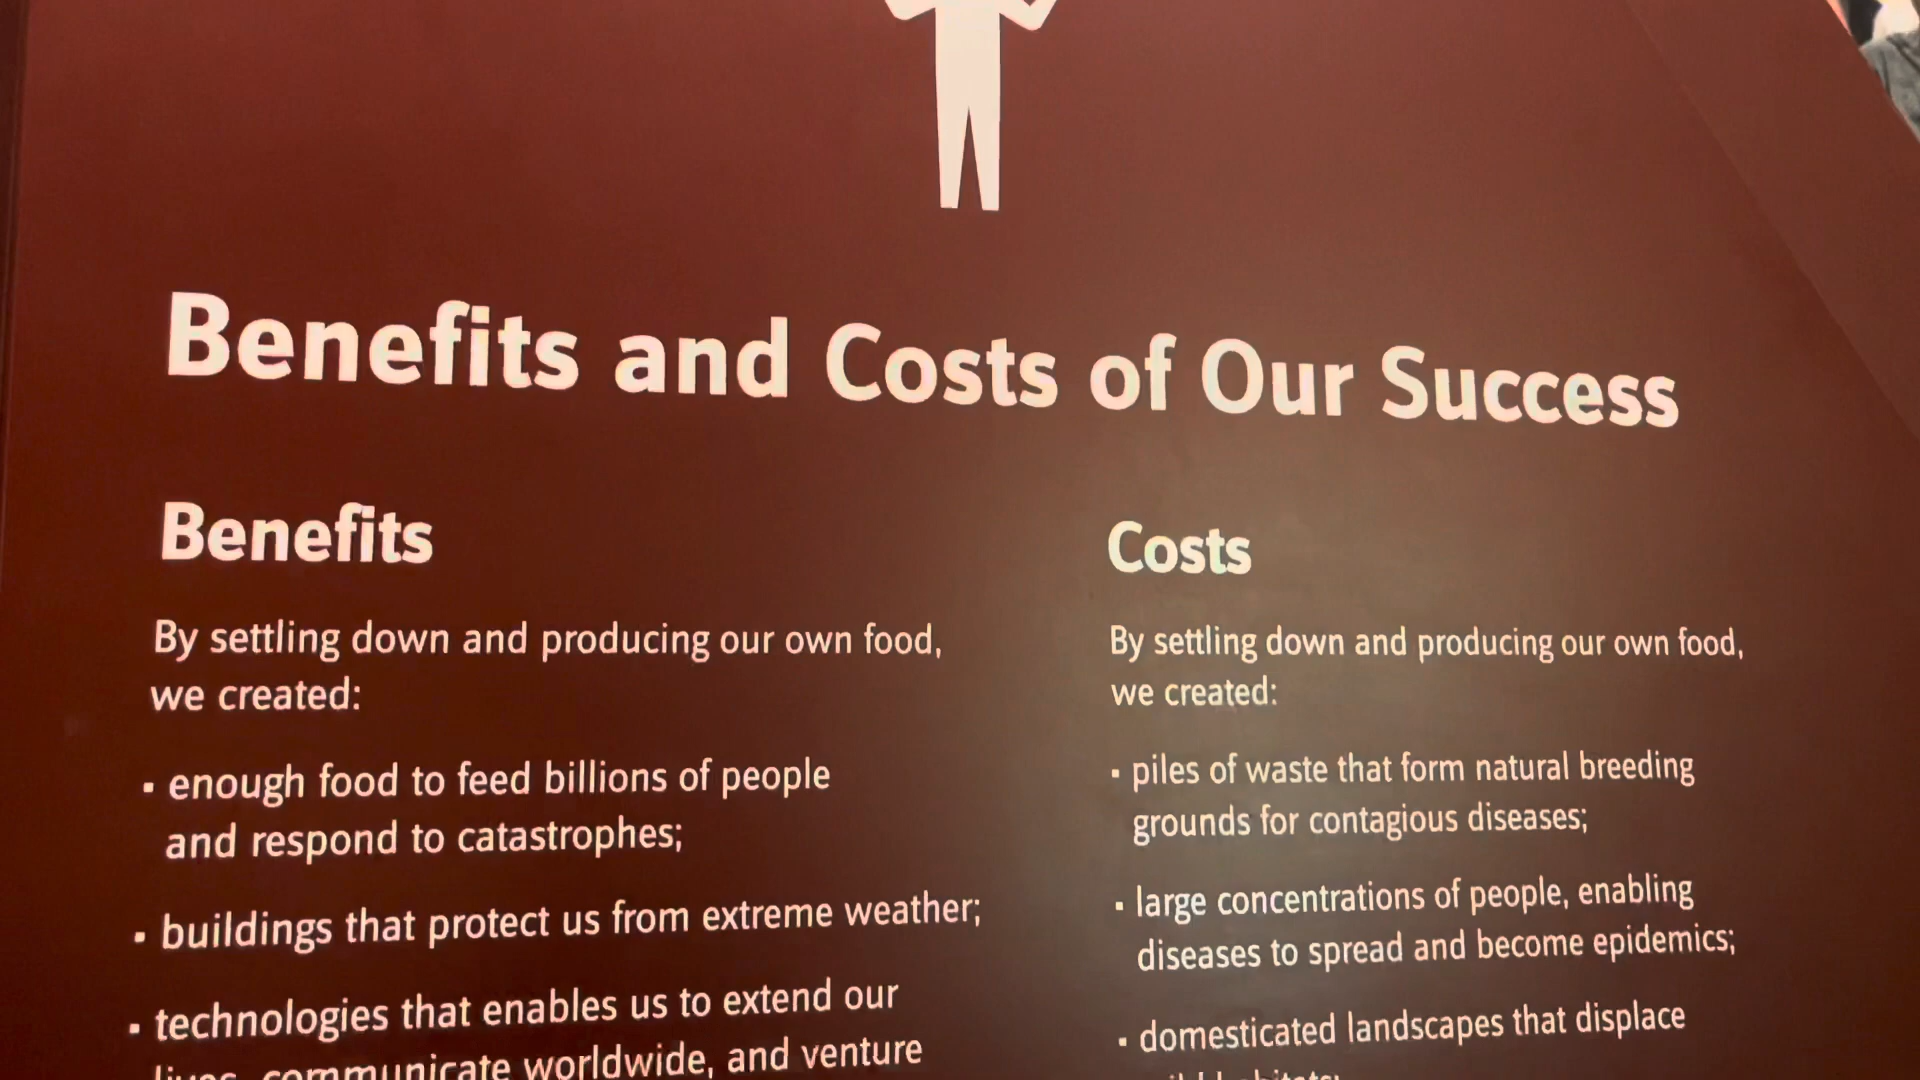 Benefits and Costs of Our Success
Benefits
By settling down and producing our own food,
we created:
▪ enough food to feed billions of people
and respond to catastrophes;
▪ buildings that protect us from extreme weather;
▪ technologies that enables us to extend our
lives, communicate worldwide, and venture
Costs
By settling down and producing our own food,
we created:
▪ piles of waste that form natural breeding
grounds for contagious diseases;
▪ large concentrations of people, enabling
diseases to spread and become epidemics;
▪ domesticated landscapes that displace